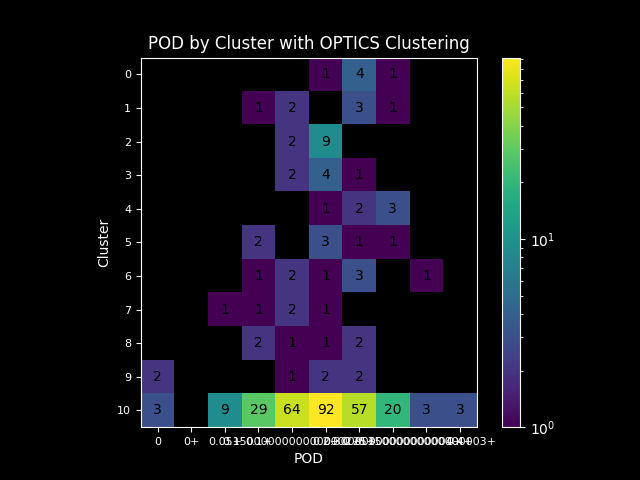 POD by Cluster with OPTICS Clustering
0 1 4 1
1 1 2 3 1
2 2 9
3 2 4 1
4 1 2 3
5 2 3 1 1
6 1 2 1 3 1
7 1 1 2 1
8 2 1 1 2
9 2 1 2 2
10 3 9 29 64 92 57 20 3 3
0 0+
POD
Cluster
10¹
10⁰